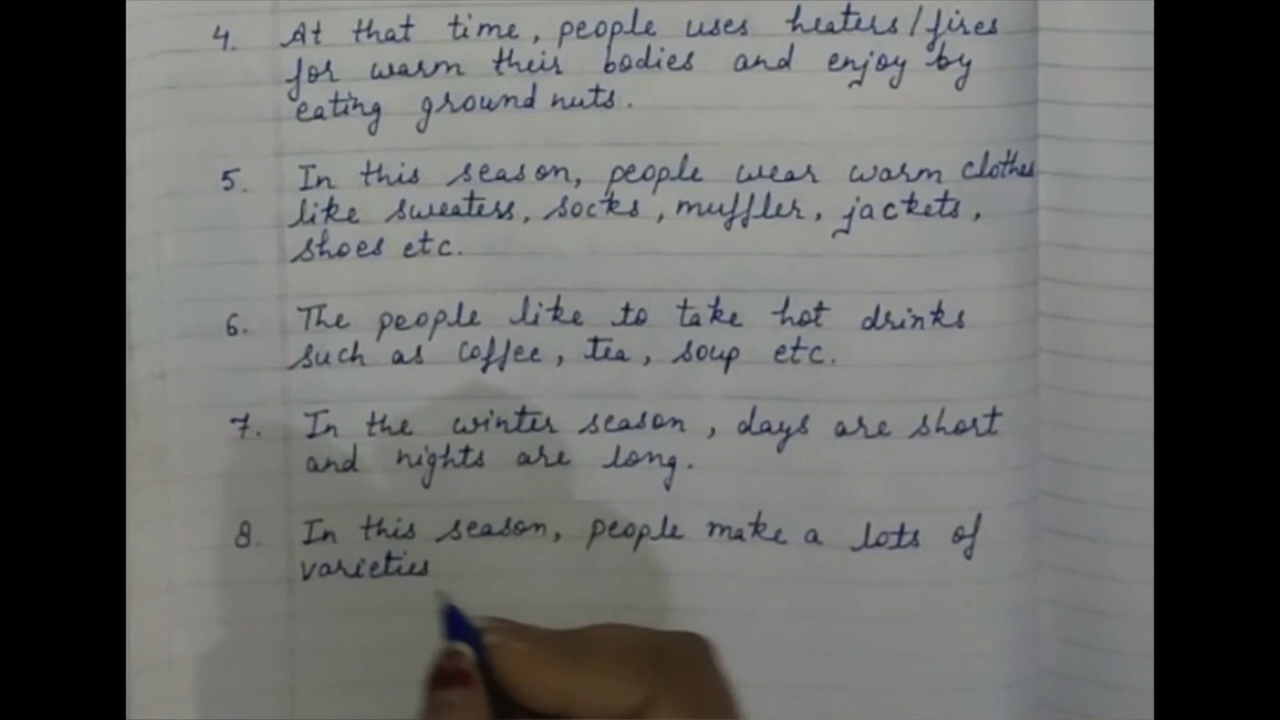 4. At that time, people uses heaters/fires
for warm their bodies and enjoy by
eating ground nuts.
5. In this season, people wear warm clothes
like sweaters, socks, muffler, jackets,
shoes etc.
6. The people like to take hot drinks
such as coffee, tea, soup etc.
7. In the winter season, days are short
and nights are long.
8. In this season, people make a lots of
varieties